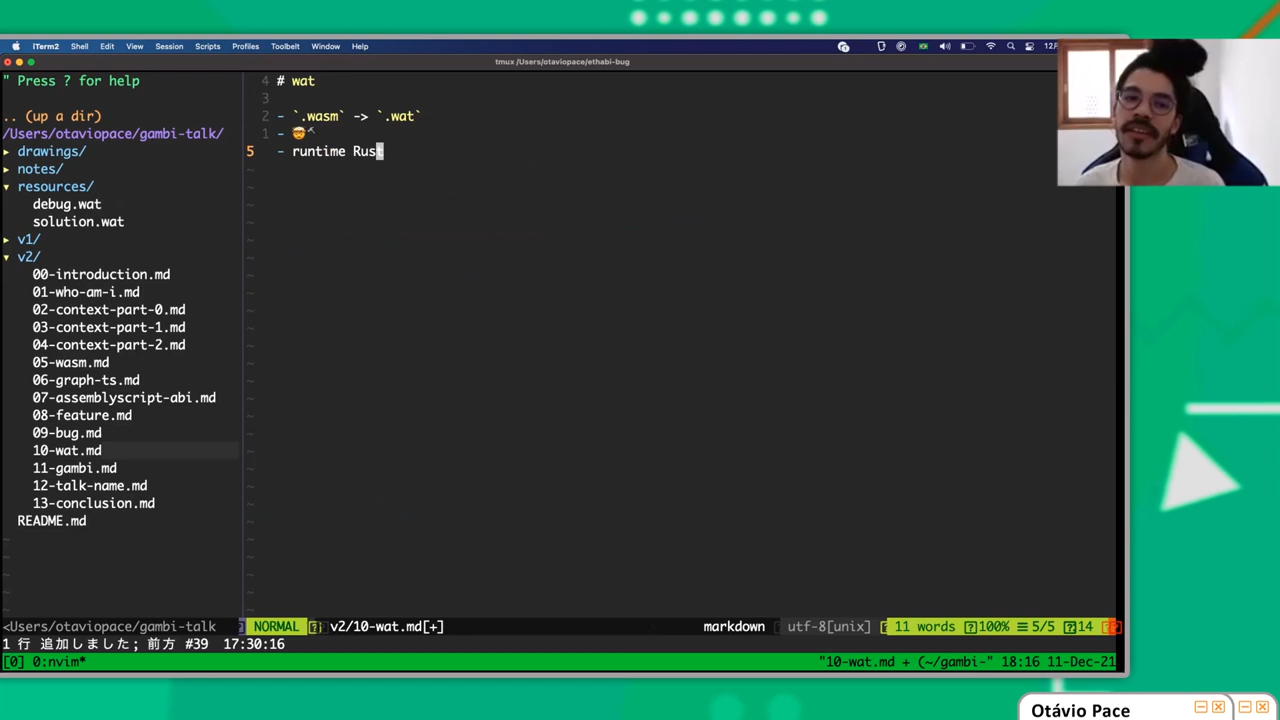 iTerm2 Shell Edit View Session Scripts Profiles Toolbelt Window Help
tmux /Users/otaviopace/ethabi-bug
" Press ? for help
.. (up a dir)
/Users/otaviopace/gambi-talk/
▸ drawings/
▸ notes/
▾ resources/
debug.wat
solution.wat
▸ v1/
▾ v2/
00-introduction.md
01-who-am-i.md
02-context-part-0.md
03-context-part-1.md
04-context-part-2.md
05-wasm.md
06-graph-ts.md
07-assemblyscript-abi.md
08-feature.md
09-bug.md
10-wat.md
11-gambi.md
12-talk-name.md
13-conclusion.md
README.md
4 # wat
3
2 - `.wasm` -> `.wat`
1 - 🤯
5 - runtime Rust
<Users/otaviopace/gambi-talk NORMAL v2/10-wat.md[+] markdown utf-8[unix] 11 words 100% ≡ 5/5 14
1 行 追加しました; 前方 #39 17:30:16
[0] 0:nvim* "10-wat.md + (~/gambi-" 18:16 11-Dec-21
Otávio Pace